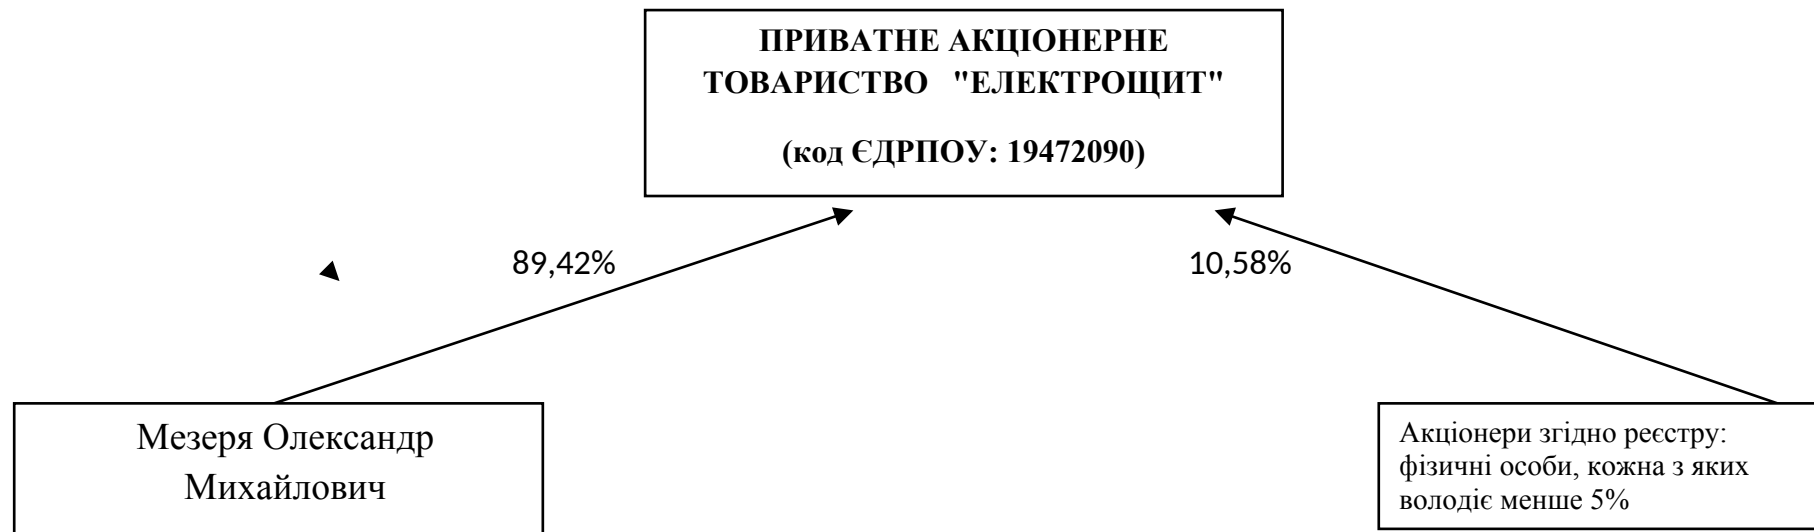 ПРИВАТНЕ АКЦІОНЕРНЕ
ТОВАРИСТВО "ЕЛЕКТРОЩИТ"
(код ЄДРПОУ: 19472090)
89,42%
10,58%
Мезеря Олександр
Михайлович
Акціонери згідно реєстру:
фізичні особи, кожна з яких
володіє менше 5%